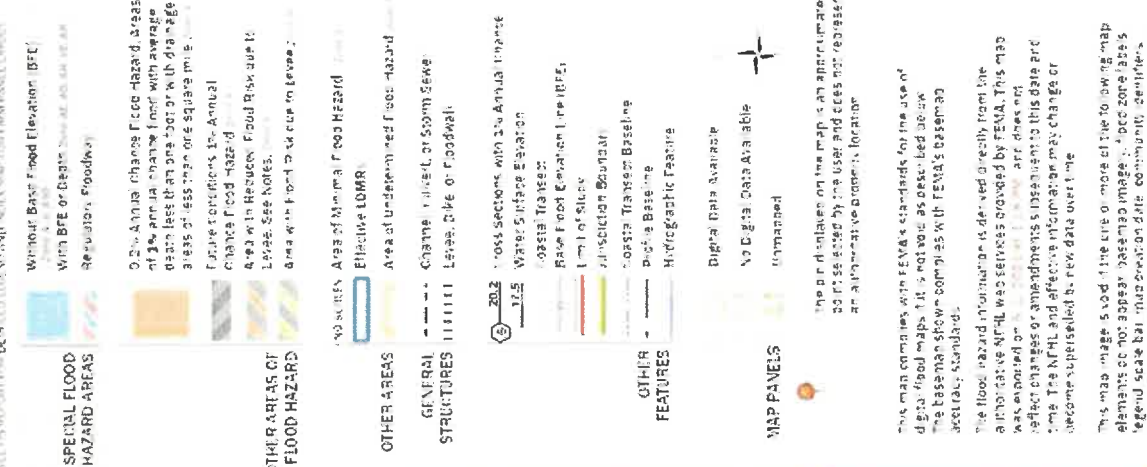 Without Base Flood Elevation (BFE)
With BFE or Depth
Regulatory Floodway
SPECIAL FLOOD
HAZARD AREAS
0.2% Annual Chance Flood Hazard, Areas
of 1% annual chance flood with average
depth less than one foot or with drainage
areas of less than one square mile
Future Conditions 1% Annual
Chance Flood Hazard
Area with Reduced Flood Risk due to
Levee. See Notes.
Area with Flood Risk due to Levee
OTHER AREAS OF
FLOOD HAZARD
NO SCREEN Area of Minimal Flood Hazard
Effective LOMRs
Area of Undetermined Flood Hazard
OTHER AREAS
Channel, Culvert, or Storm Sewer
Levee, Dike, or Floodwall
GENERAL
STRUCTURES
20.2 Cross Sections with 1% Annual Chance
17.5 Water Surface Elevation
Coastal Transect
Base Flood Elevation Line (BFE)
Limit of Study
Jurisdiction Boundary
Coastal Transect Baseline
Profile Baseline
Hydrographic Feature
OTHER
FEATURES
Digital Data Available
No Digital Data Available
Unmapped
MAP PANELS
The pin displayed on the map is an approximate
point selected by the user and does not represent
an authoritative property location
This map complies with FEMA's standards for the use of
digital flood maps if it is not void as described below
The basemap shown complies with FEMA's basemap
accuracy standards
The flood hazard information is derived directly from the
authoritative NFHL web services provided by FEMA. This map
was exported on and does not
reflect changes or amendments subsequent to this date and
time. The NFHL and effective information may change or
become superseded by new data over time
This map image is void if the one or more of the following map
elements do not appear: basemap imagery, flood zone labels,
legend, scale bar, map creation date, community identifiers,